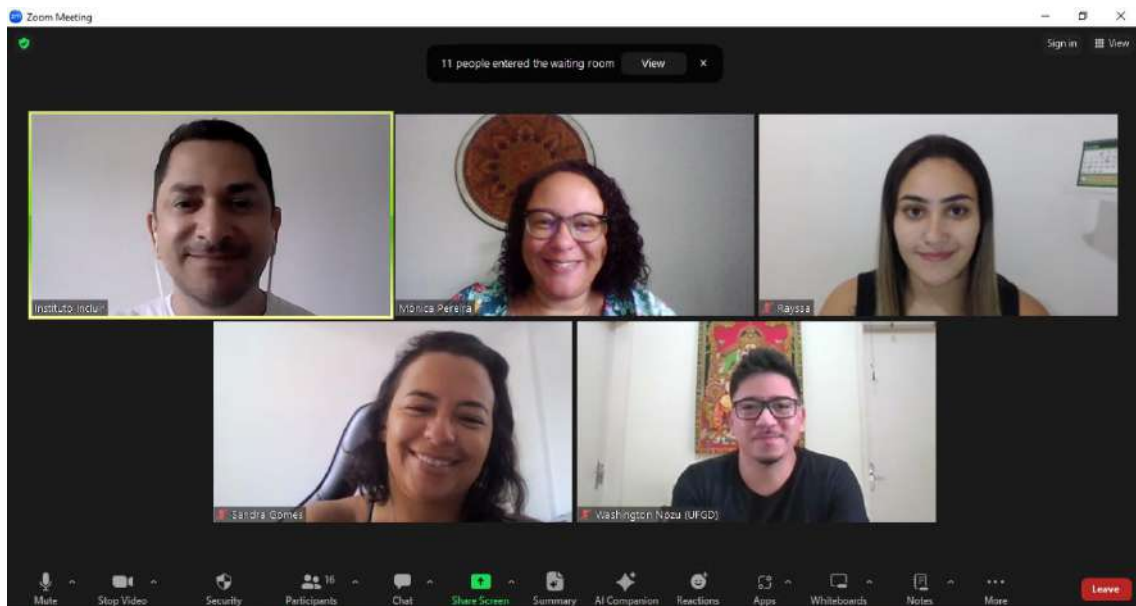 zm Zoom Meeting
Sign in View
11 people entered the waiting room View
Instituto Incluir
Mônica Pereira
Rayssa
Sandra Gomes
Washington Nozu (UFGD)
16
Mute Stop Video Security Participants Chat Share Screen Summary AI Companion Reactions Apps Whiteboards Notes More Leave